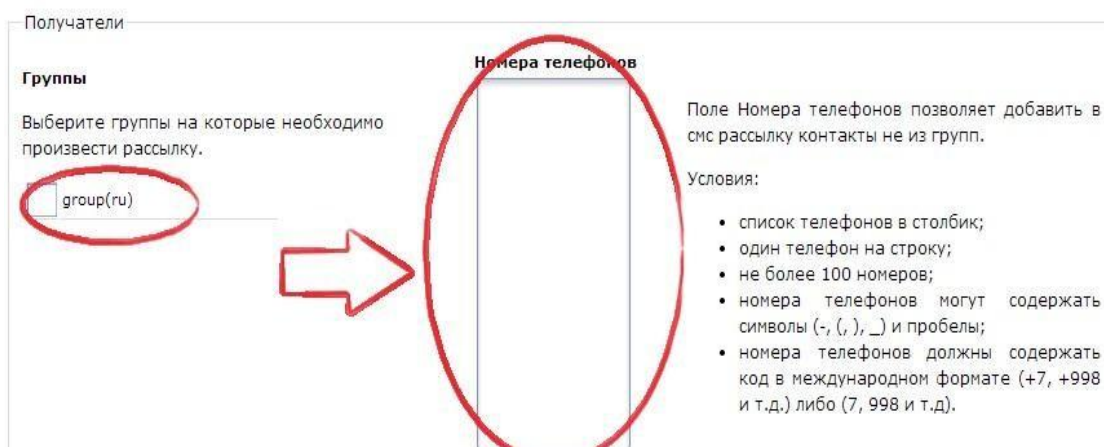 Получатели
Группы
Выберите группы на которые необходимо
произвести рассылку.
group(ru)
Номера телефонов
Поле Номера телефонов позволяет добавить в
смс рассылку контакты не из групп.
Условия:
• список телефонов в столбик;
• один телефон на строку;
• не более 100 номеров;
• номера телефонов могут содержать
символы (-, (, ), _) и пробелы;
• номера телефонов должны содержать
код в международном формате (+7, +998
и т.д.) либо (7, 998 и т.д).